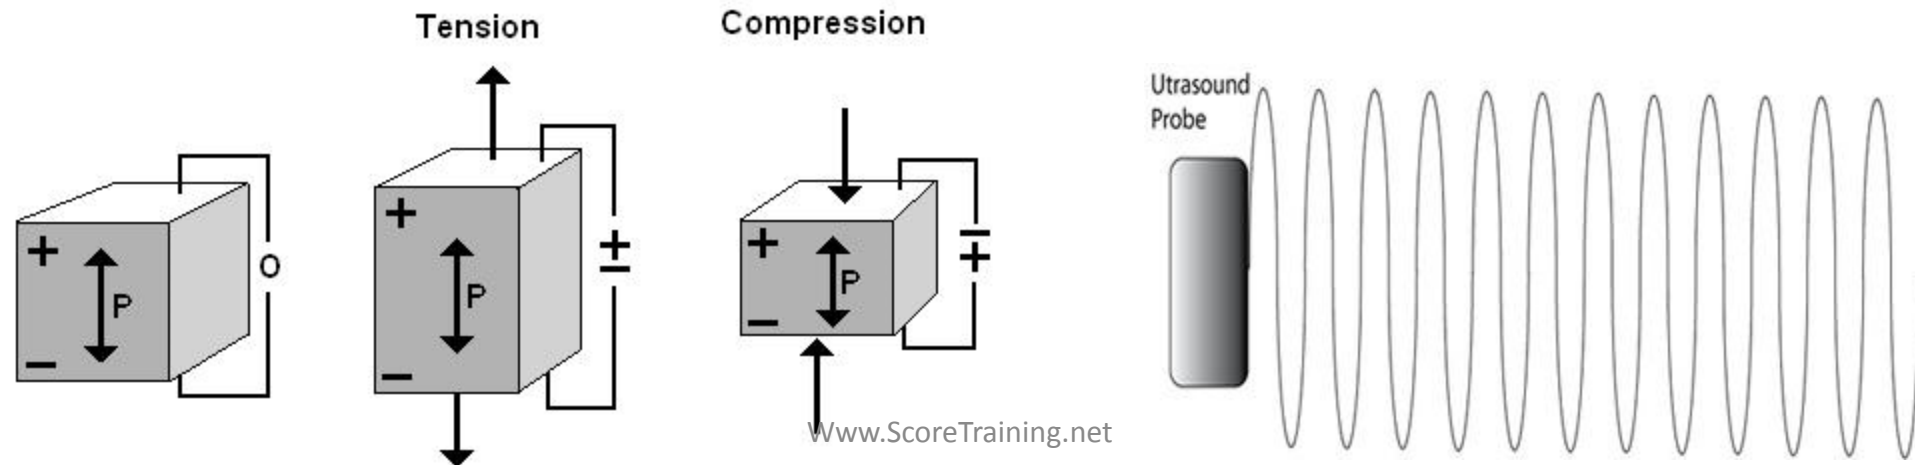 Tension
Compression
Utrasound
Probe
+
P
−
O
+
P
−
+
−
+
P
−
−
+
Www.ScoreTraining.net